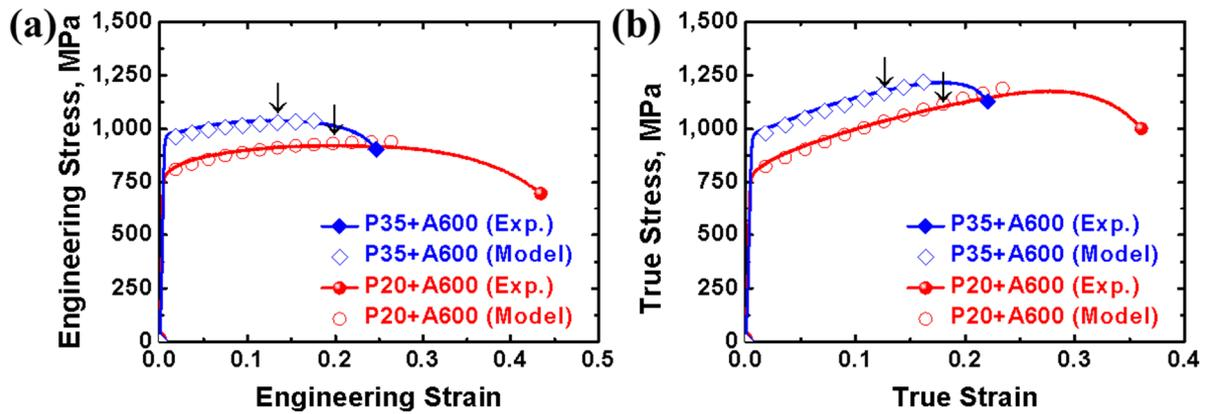 (a)
Engineering Stress, MPa
1,500
1,250
1,000
750
500
250
0
P35+A600 (Exp.)
P35+A600 (Model)
P20+A600 (Exp.)
P20+A600 (Model)
0.0 0.1 0.2 0.3 0.4 0.5
Engineering Strain
(b)
True Stress, MPa
1,500
1,250
1,000
750
500
250
0
P35+A600 (Exp.)
P35+A600 (Model)
P20+A600 (Exp.)
P20+A600 (Model)
0.0 0.1 0.2 0.3 0.4
True Strain